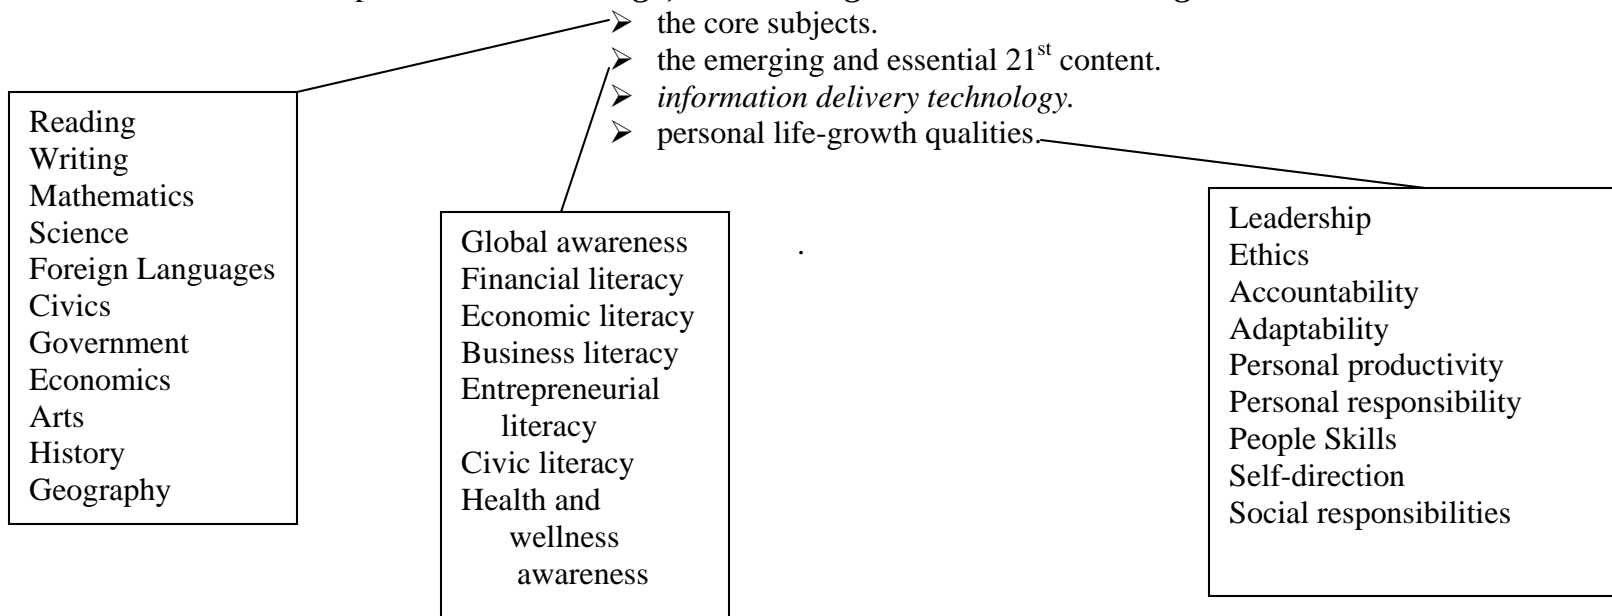 ➢ the core subjects.
➢ the emerging and essential 21st content.
➢ information delivery technology.
➢ personal life-growth qualities.
Reading
Writing
Mathematics
Science
Foreign Languages
Civics
Government
Economics
Arts
History
Geography
Global awareness
Financial literacy
Economic literacy
Business literacy
Entrepreneurial
literacy
Civic literacy
Health and
wellness
awareness
.
Leadership
Ethics
Accountability
Adaptability
Personal productivity
Personal responsibility
People Skills
Self-direction
Social responsibilities